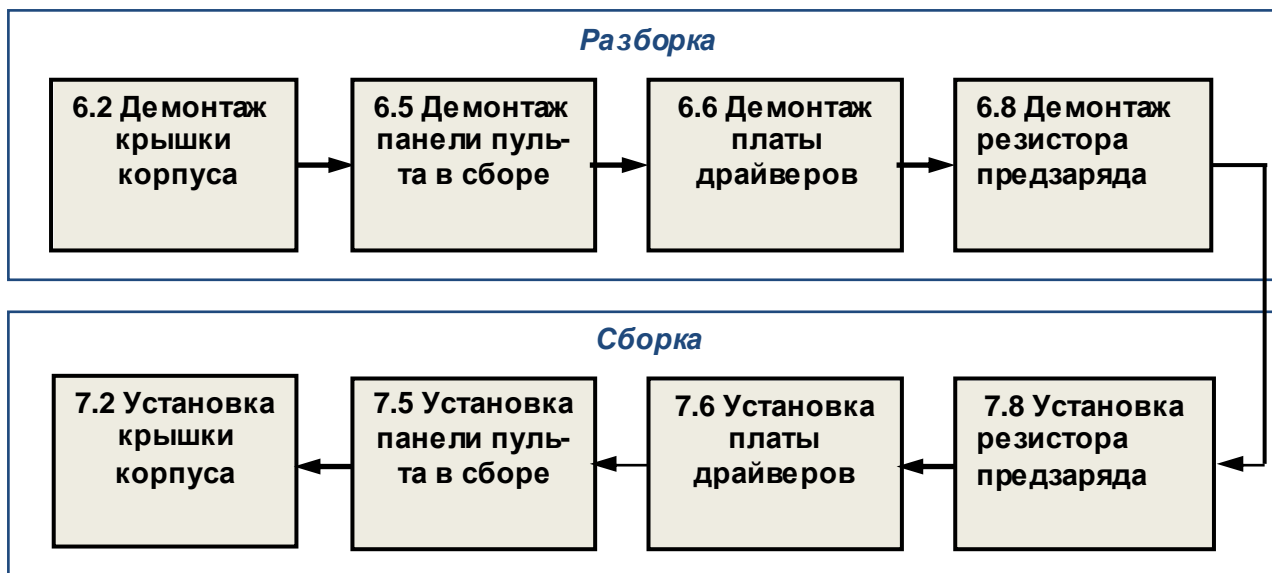 Разборка
6.2 Демонтаж
крышки
корпуса
6.5 Демонтаж
панели пуль-
та в сборе
6.6 Демонтаж
платы
драйверов
6.8 Демонтаж
резистора
предзаряда
Сборка
7.2 Установка
крышки
корпуса
7.5 Установка
панели пуль-
та в сборе
7.6 Установка
платы
драйверов
7.8 Установка
резистора
предзаряда